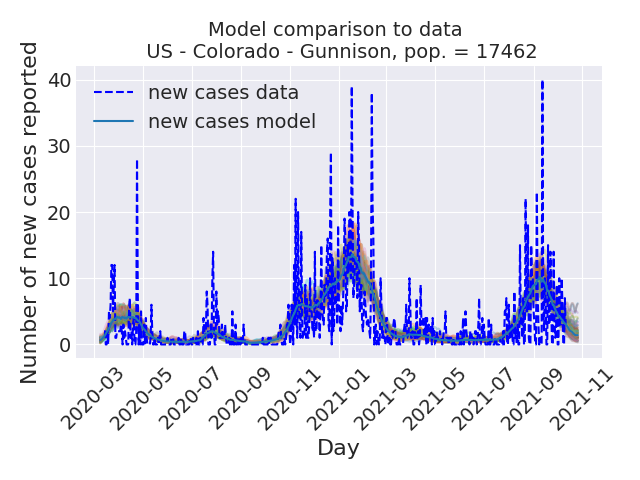 Model comparison to data
US - Colorado - Gunnison, pop. = 17462
Number of new cases reported
40
30
20
10
0
new cases data
new cases model
2020-03
2020-05
2020-07
2020-09
2020-11
2021-01
2021-03
2021-05
2021-07
2021-09
2021-11
Day